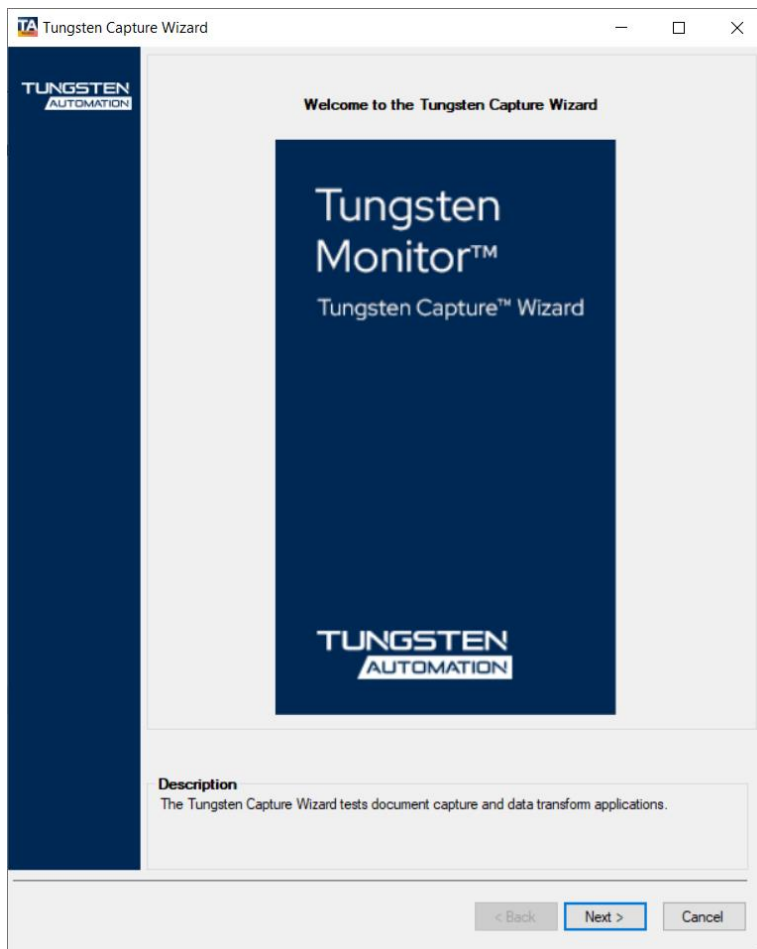 TA
Tungsten Capture Wizard
TUNGSTEN
AUTOMATION
Welcome to the Tungsten Capture Wizard
Tungsten
Monitor™
Tungsten Capture™ Wizard
TUNGSTEN
AUTOMATION
Description
The Tungsten Capture Wizard tests document capture and data transform applications.
< Back Next > Cancel